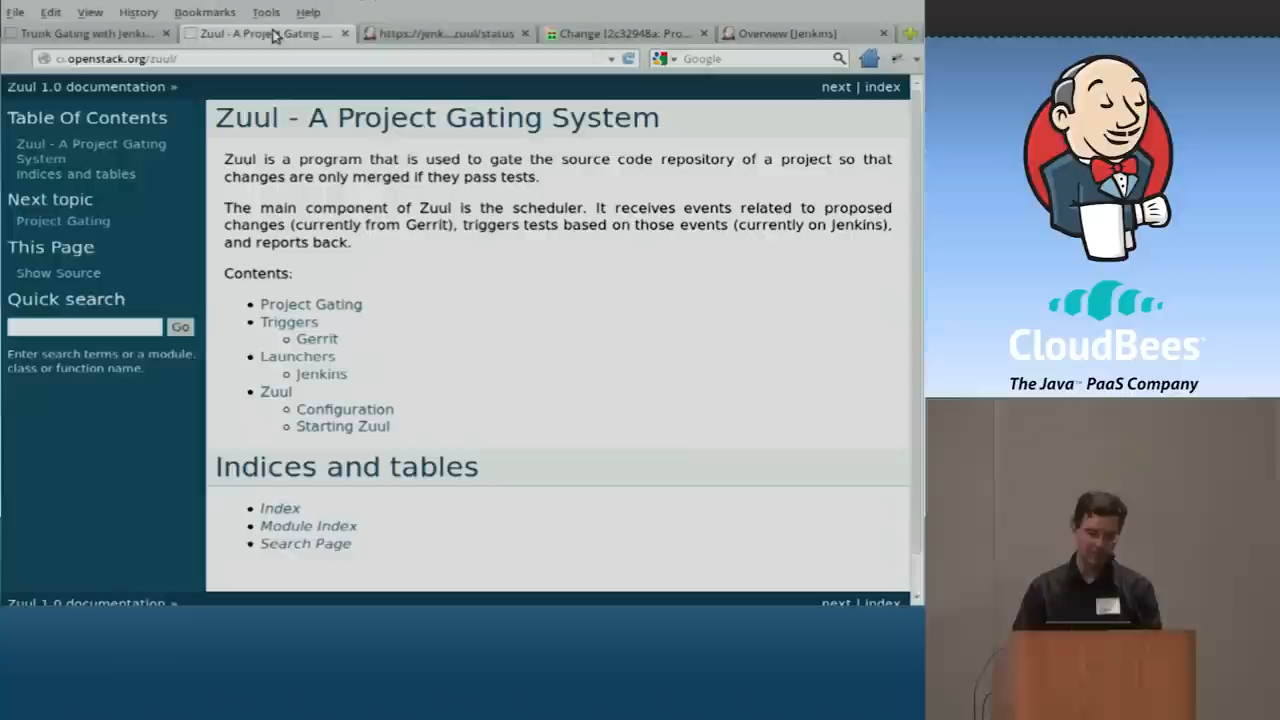 File Edit View History Bookmarks Tools Help
Trunk Gating with Jenki... Zuul - A Project Gating ... https://jenk...zuul/status Change I2c32948a: Pro... Overview [Jenkins]
ci.openstack.org/zuul/ Google
Zuul 1.0 documentation » next | index
Table Of Contents
Zuul - A Project Gating
System
Indices and tables
Next topic
Project Gating
This Page
Show Source
Quick search
Go
Enter search terms or a module,
class or function name.
Zuul - A Project Gating System
Zuul is a program that is used to gate the source code repository of a project so that
changes are only merged if they pass tests.
The main component of Zuul is the scheduler. It receives events related to proposed
changes (currently from Gerrit), triggers tests based on those events (currently on Jenkins),
and reports back.
Contents:
• Project Gating
• Triggers
○ Gerrit
• Launchers
○ Jenkins
• Zuul
○ Configuration
○ Starting Zuul
Indices and tables
• Index
• Module Index
• Search Page
Zuul 1.0 documentation » next | index
CloudBees
The Java™ PaaS Company